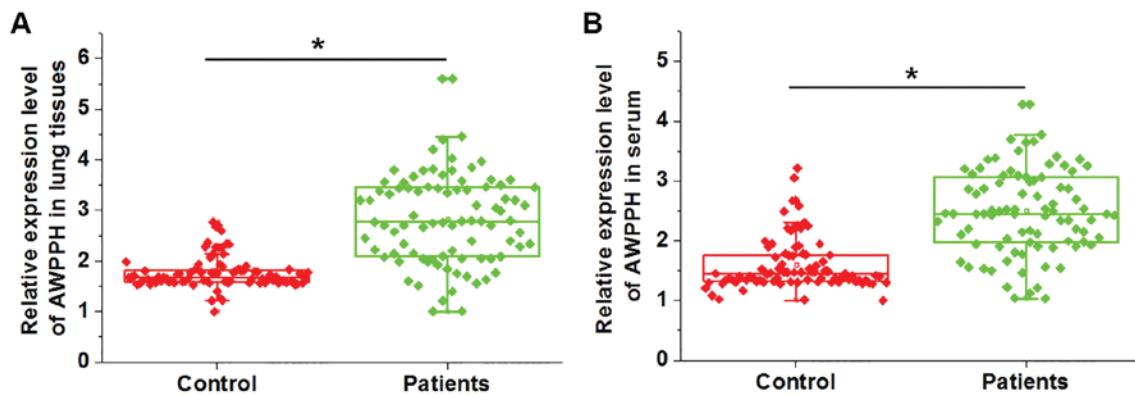 A
Relative expression level
of AWPPH in lung tissues
6
5
4
3
2
1
0
*
Control
Patients
B
Relative expression level
of AWPPH in serum
5
4
3
2
1
0
*
Control
Patients